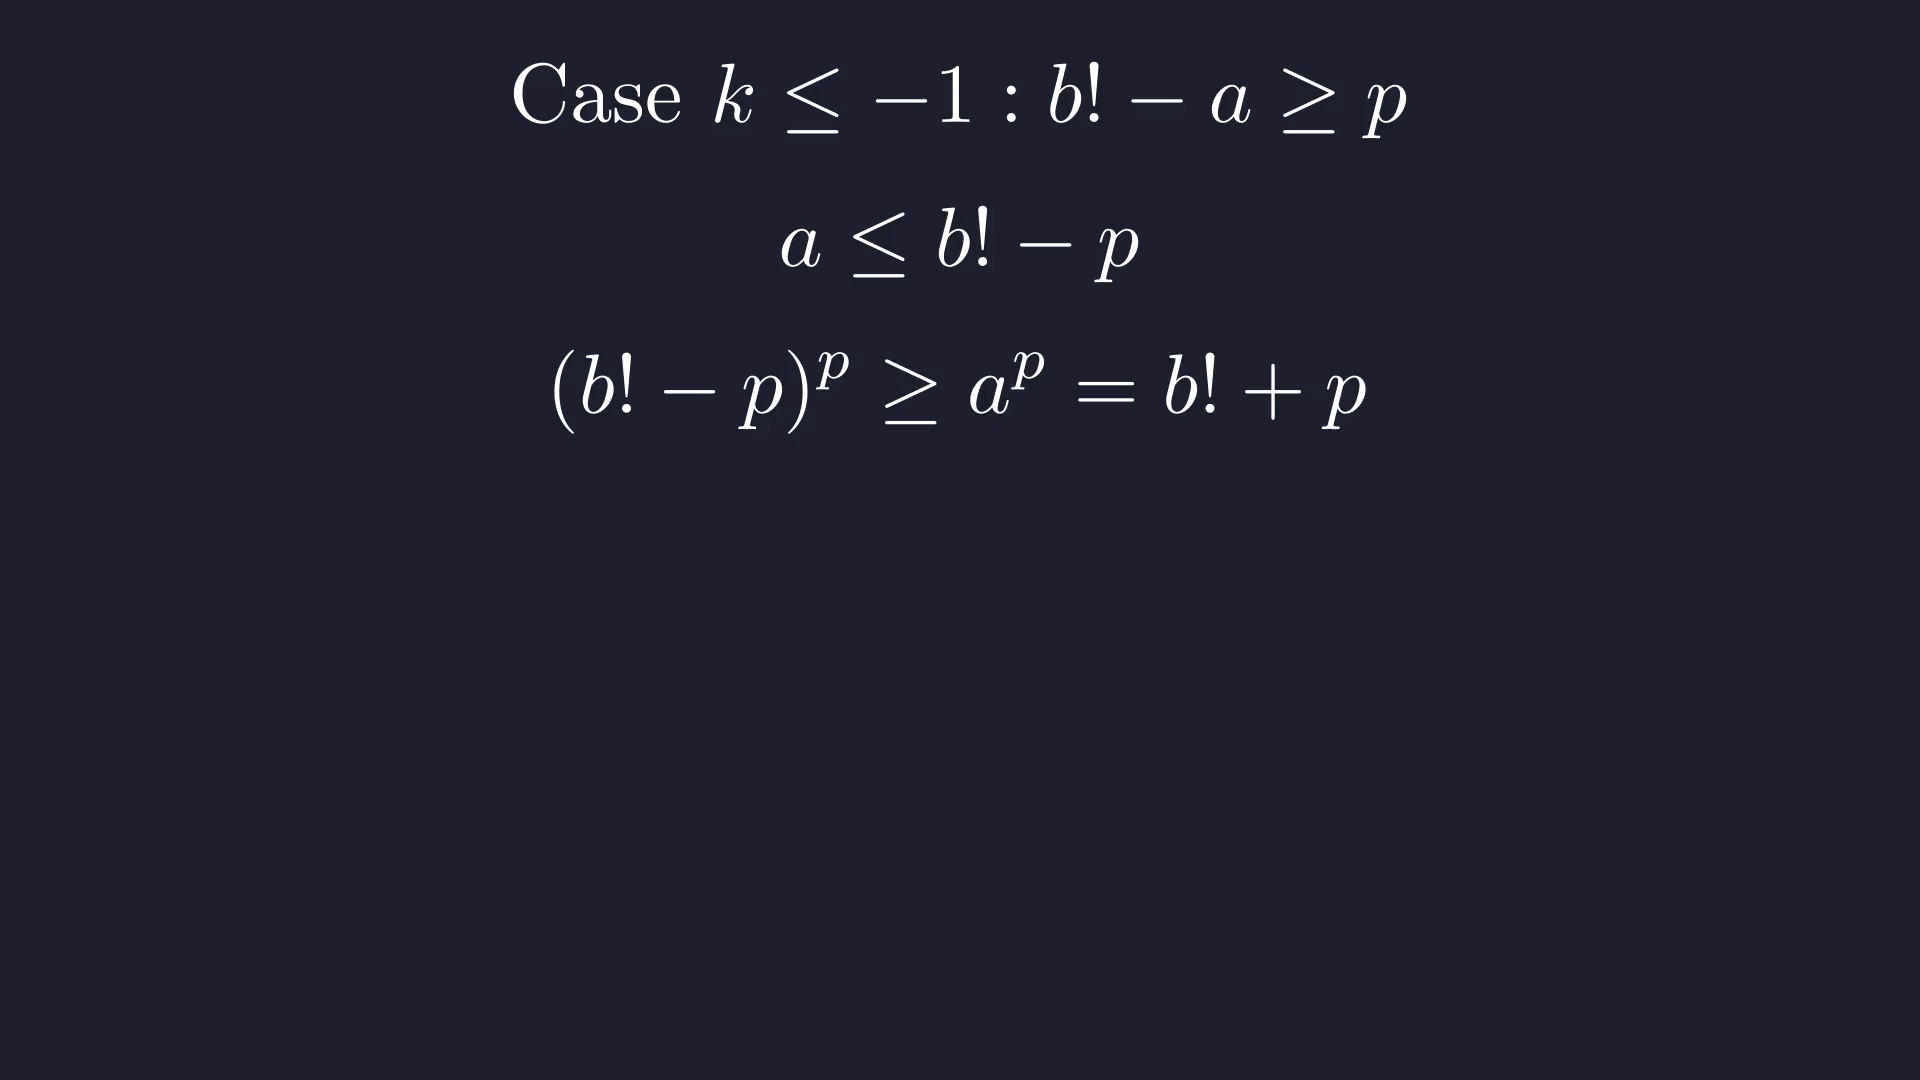 Case k ≤ −1 : b! − a ≥ p
a ≤ b! − p
(b! − p)^p ≥ a^p = b! + p